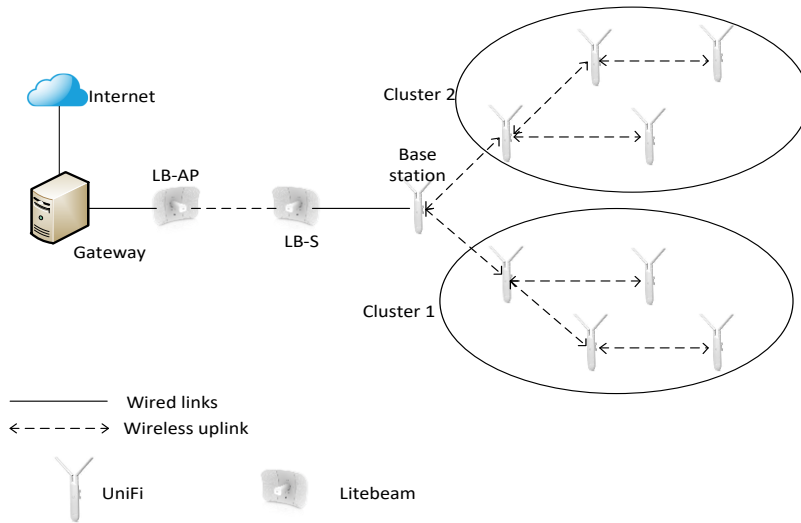 Cluster 2
Internet
Base
station
LB-AP
LB-S
Gateway
Cluster 1
Wired links
Wireless uplink
UniFi
Litebeam